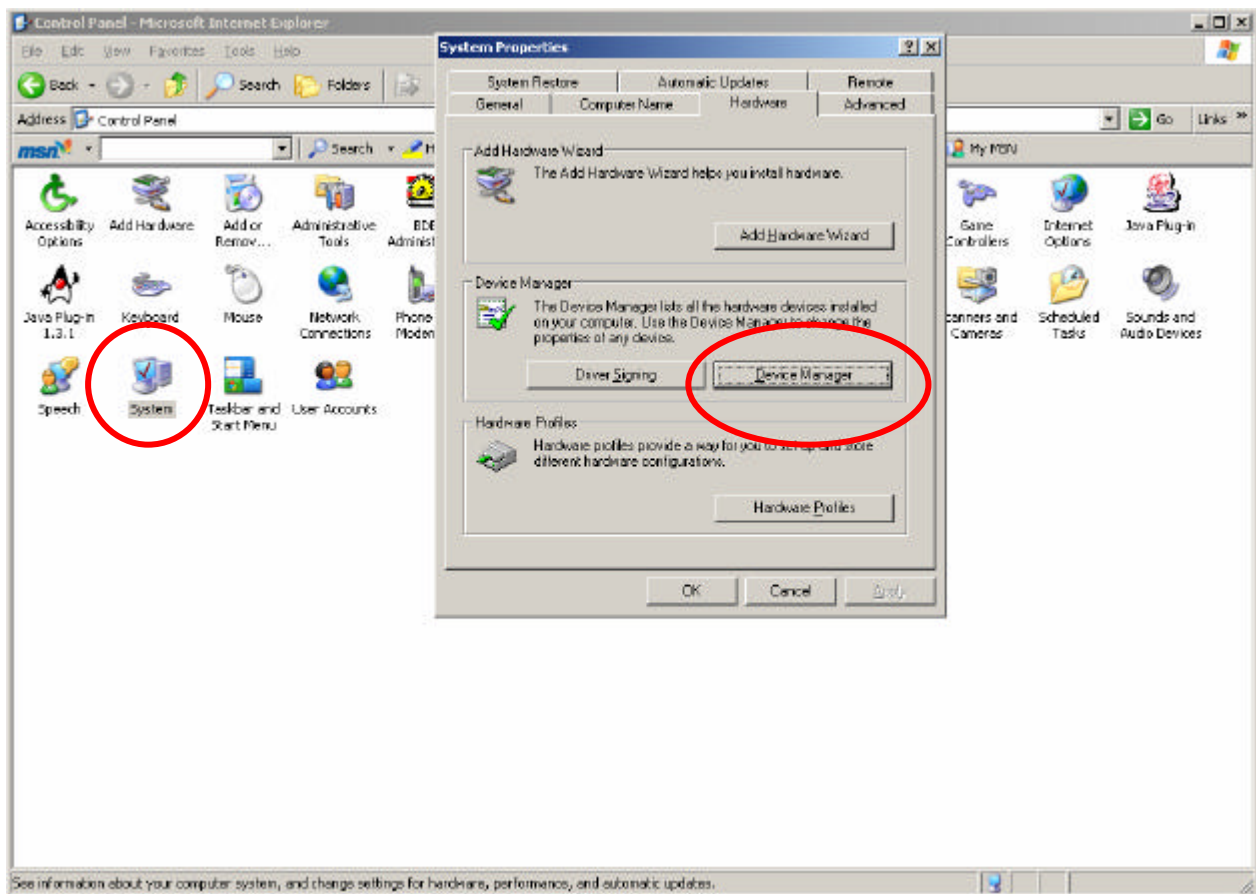 Control Panel - Microsoft Internet Explorer
File Edit View Favorites Tools Help
Back Search Folders
Address Control Panel
Go Links »
msn Search
My MSN
Accessibility Options
Add Hardware
Add or Remov...
Administrative Tools
BDE Administ
Game Controllers
Internet Options
Java Plug-in
Java Plug-in 1.3.1
Keyboard
Mouse
Network Connections
Phone Modem
canners and Cameras
Scheduled Tasks
Sounds and Audio Devices
Speech
System
Taskbar and Start Menu
User Accounts
System Properties
System Restore Automatic Updates Remote
General Computer Name Hardware Advanced
Add Hardware Wizard
The Add Hardware Wizard helps you install hardware.
Add Hardware Wizard
Device Manager
The Device Manager lists all the hardware devices installed
on your computer. Use the Device Manager to change the
properties of any device.
Driver Signing Device Manager
Hardware Profiles
Hardware profiles provide a way for you to set up and store
different hardware configurations.
Hardware Profiles
OK Cancel Apply
See information about your computer system, and change settings for hardware, performance, and automatic updates.